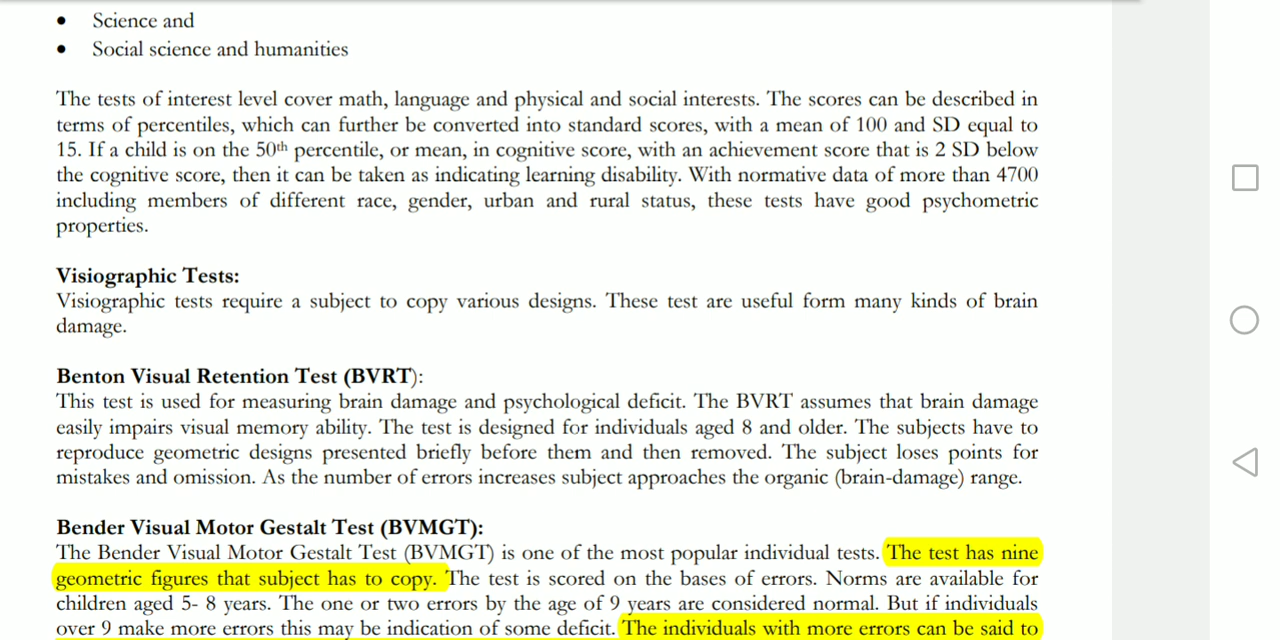 • Science and
• Social science and humanities
The tests of interest level cover math, language and physical and social interests. The scores can be described in
terms of percentiles, which can further be converted into standard scores, with a mean of 100 and SD equal to
15. If a child is on the 50th percentile, or mean, in cognitive score, with an achievement score that is 2 SD below
the cognitive score, then it can be taken as indicating learning disability. With normative data of more than 4700
including members of different race, gender, urban and rural status, these tests have good psychometric
properties.
Visiographic Tests:
Visiographic tests require a subject to copy various designs. These test are useful form many kinds of brain
damage.
Benton Visual Retention Test (BVRT):
This test is used for measuring brain damage and psychological deficit. The BVRT assumes that brain damage
easily impairs visual memory ability. The test is designed for individuals aged 8 and older. The subjects have to
reproduce geometric designs presented briefly before them and then removed. The subject loses points for
mistakes and omission. As the number of errors increases subject approaches the organic (brain-damage) range.
Bender Visual Motor Gestalt Test (BVMGT):
The Bender Visual Motor Gestalt Test (BVMGT) is one of the most popular individual tests. The test has nine
geometric figures that subject has to copy. The test is scored on the bases of errors. Norms are available for
children aged 5- 8 years. The one or two errors by the age of 9 years are considered normal. But if individuals
over 9 make more errors this may be indication of some deficit. The individuals with more errors can be said to